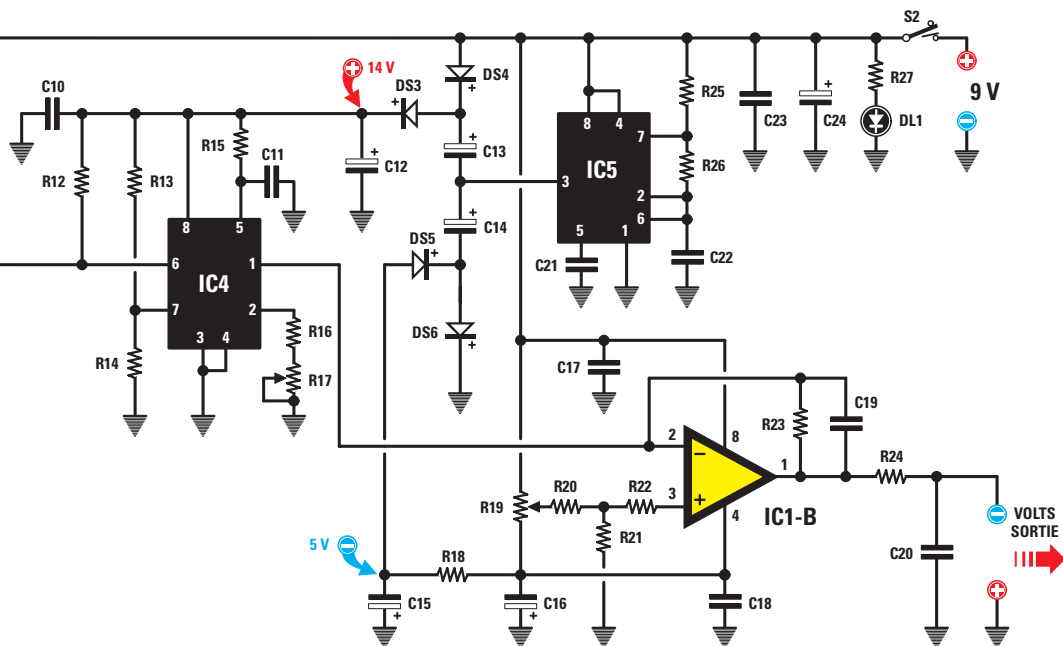 S2
9 V
R27
DL1
C24
C23
R25
R26
C22
8 4
7
3 IC5
2
5 1 6
C21
14 V
DS3
DS4
C10
R15
C11
C12
C13
R12
R13
C14
8 5
6 1
IC4
7 2
3 4
DS5
DS6
R14
R16
R17
C17
R23
C19
2
8
1
3
4
IC1-B
R24
R19
R20
R22
R21
C20
VOLTS
SORTIE
5 V
R18
C15
C16
C18